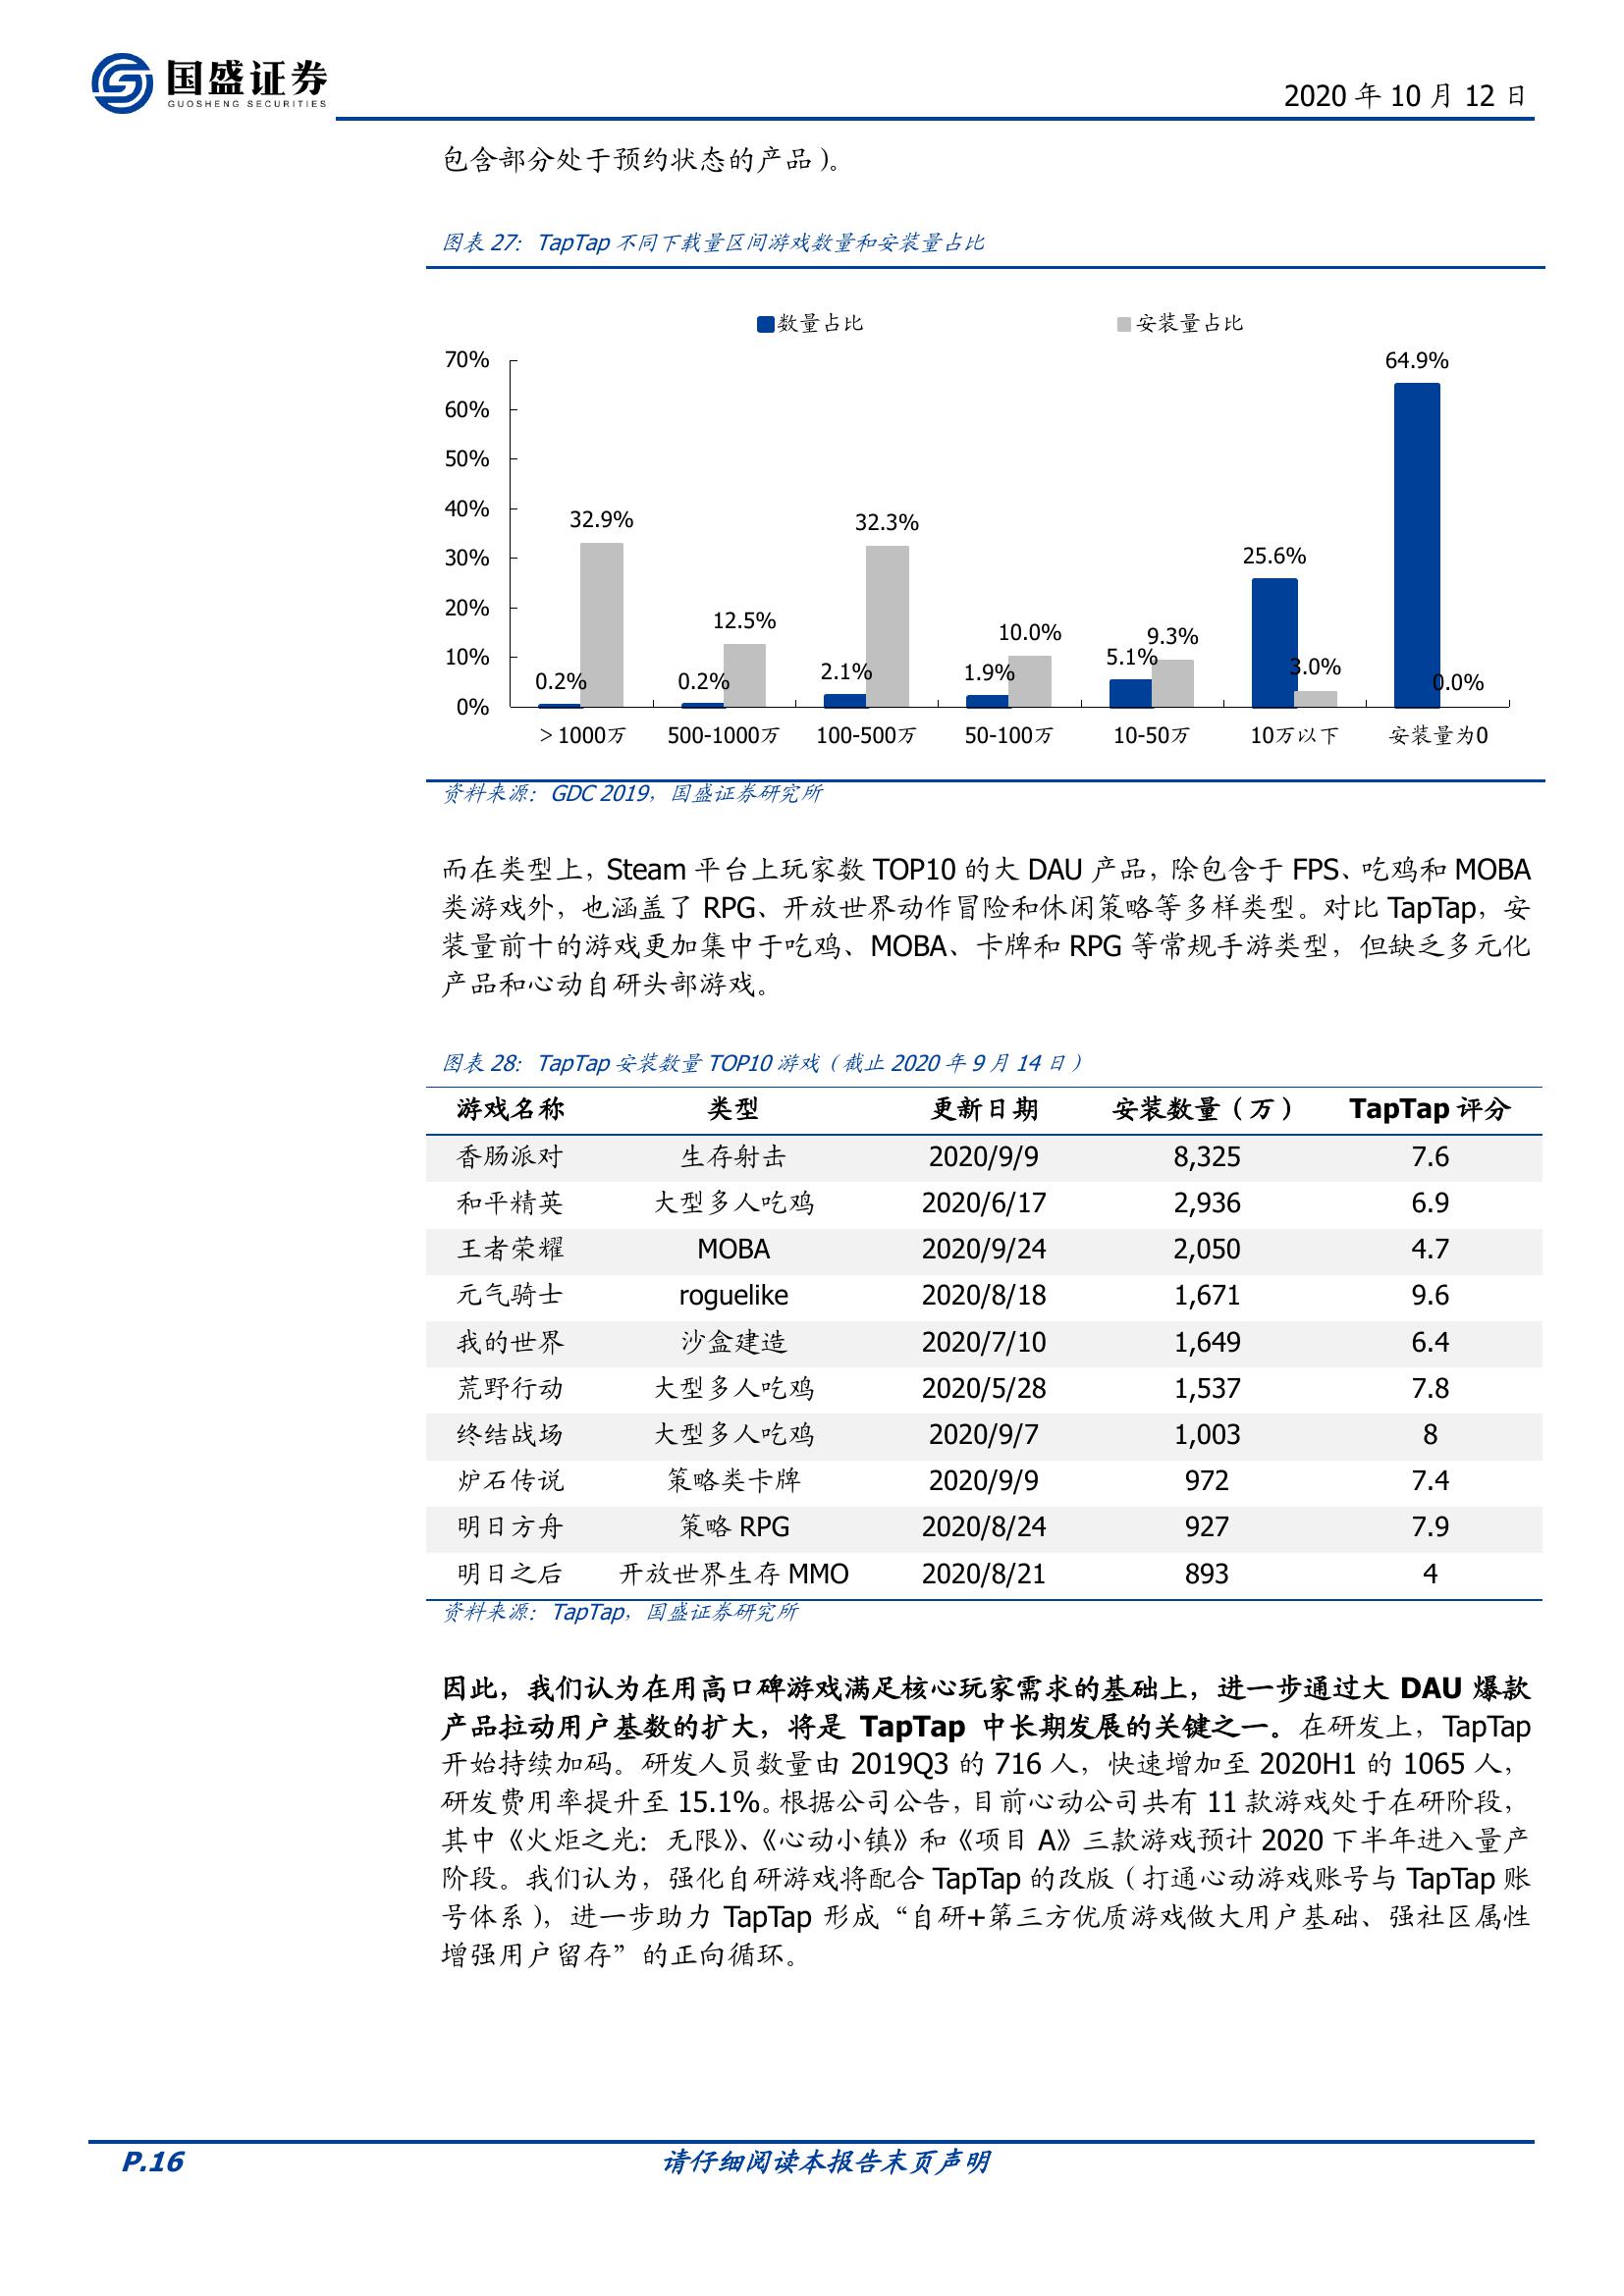 国盛证券
GUOSHENG SECURITIES
2020 年 10 月 12 日
包含部分处于预约状态的产品）。
图表 27：TapTap 不同下载量区间游戏数量和安装量占比
数量占比 安装量占比
70%
60%
50%
40%
30%
20%
10%
0%
0.2% 32.9% 0.2% 12.5% 2.1% 32.3% 1.9% 10.0% 5.1% 9.3% 25.6% 3.0% 64.9% 0.0%
＞1000万 500-1000万 100-500万 50-100万 10-50万 10万以下 安装量为0
资料来源：GDC 2019，国盛证券研究所
而在类型上，Steam 平台上玩家数 TOP10 的大 DAU 产品，除包含于 FPS、吃鸡和 MOBA
类游戏外，也涵盖了 RPG、开放世界动作冒险和休闲策略等多样类型。对比 TapTap，安
装量前十的游戏更加集中于吃鸡、MOBA、卡牌和 RPG 等常规手游类型，但缺乏多元化
产品和心动自研头部游戏。
图表 28：TapTap 安装数量 TOP10 游戏（截止 2020 年 9 月 14 日）
游戏名称 类型 更新日期 安装数量（万） TapTap 评分
香肠派对 生存射击 2020/9/9 8,325 7.6
和平精英 大型多人吃鸡 2020/6/17 2,936 6.9
王者荣耀 MOBA 2020/9/24 2,050 4.7
元气骑士 roguelike 2020/8/18 1,671 9.6
我的世界 沙盒建造 2020/7/10 1,649 6.4
荒野行动 大型多人吃鸡 2020/5/28 1,537 7.8
终结战场 大型多人吃鸡 2020/9/7 1,003 8
炉石传说 策略类卡牌 2020/9/9 972 7.4
明日方舟 策略 RPG 2020/8/24 927 7.9
明日之后 开放世界生存 MMO 2020/8/21 893 4
资料来源：TapTap，国盛证券研究所
因此，我们认为在用高口碑游戏满足核心玩家需求的基础上，进一步通过大 DAU 爆款
产品拉动用户基数的扩大，将是 TapTap 中长期发展的关键之一。在研发上，TapTap
开始持续加码。研发人员数量由 2019Q3 的 716 人，快速增加至 2020H1 的 1065 人，
研发费用率提升至 15.1%。根据公司公告，目前心动公司共有 11 款游戏处于在研阶段，
其中《火炬之光：无限》、《心动小镇》和《项目 A》三款游戏预计 2020 下半年进入量产
阶段。我们认为，强化自研游戏将配合 TapTap 的改版（打通心动游戏账号与 TapTap 账
号体系），进一步助力 TapTap 形成“自研+第三方优质游戏做大用户基础、强社区属性
增强用户留存”的正向循环。
P.16 请仔细阅读本报告末页声明